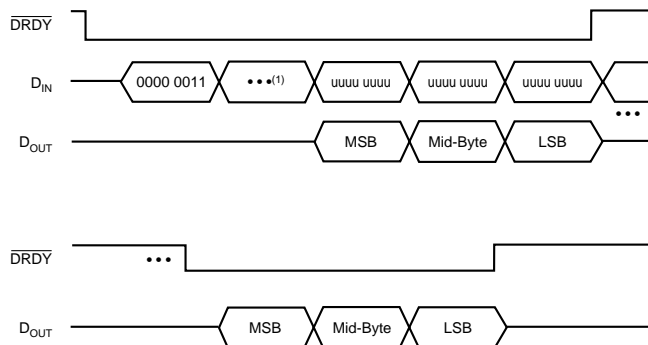 DRDY
D_IN 0000 0011 •••(1) uuuu uuuu uuuu uuuu uuuu uuuu
•••
D_OUT MSB Mid-Byte LSB
DRDY •••
D_OUT MSB Mid-Byte LSB